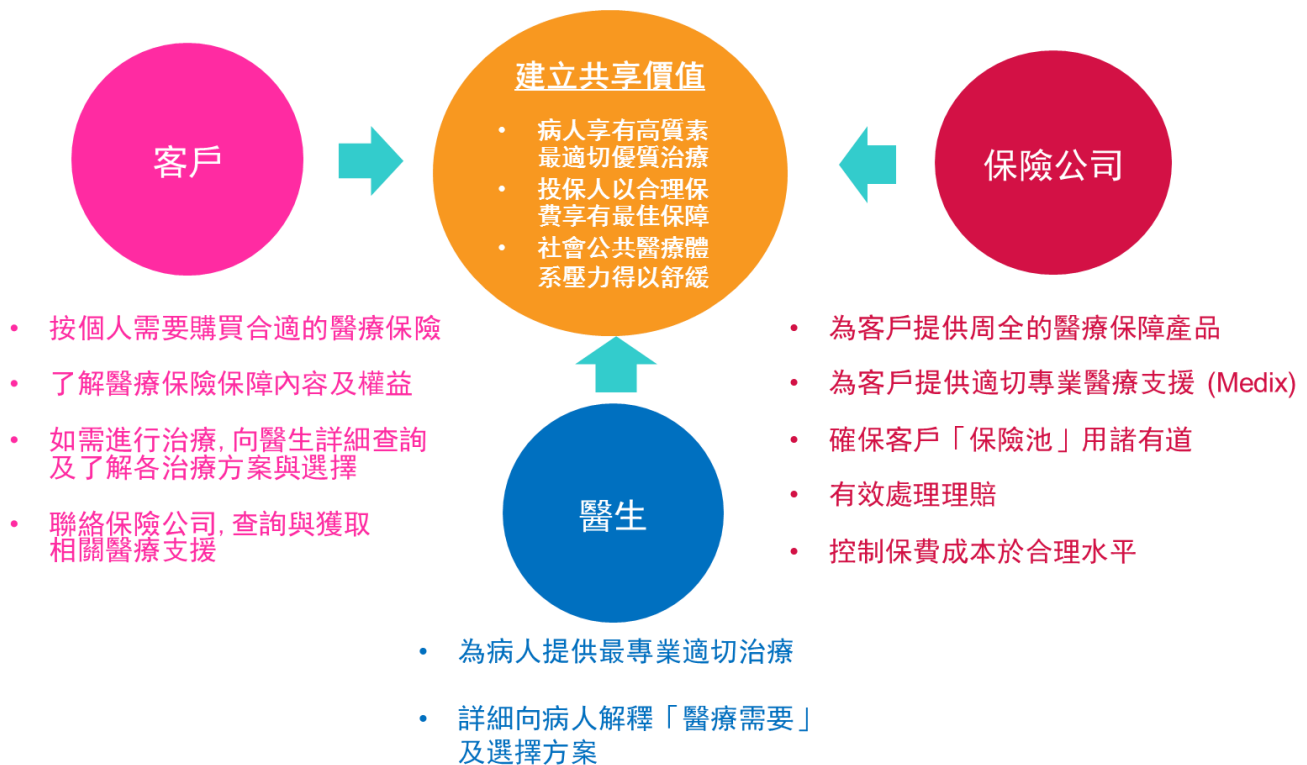 建立共享價值
• 病人享有高質素
最適切優質治療
• 投保人以合理保
費享有最佳保障
• 社會公共醫療體
系壓力得以舒緩
客戶
• 按個人需要購買合適的醫療保險
• 了解醫療保險保障內容及權益
• 如需進行治療, 向醫生詳細查詢
及了解各治療方案與選擇
• 聯絡保險公司, 查詢與獲取
相關醫療支援
保險公司
• 為客戶提供周全的醫療保障產品
• 為客戶提供適切專業醫療支援 (Medix)
• 確保客戶「保險池」用諸有道
• 有效處理理賠
• 控制保費成本於合理水平
醫生
• 為病人提供最專業適切治療
• 詳細向病人解釋「醫療需要」
及選擇方案